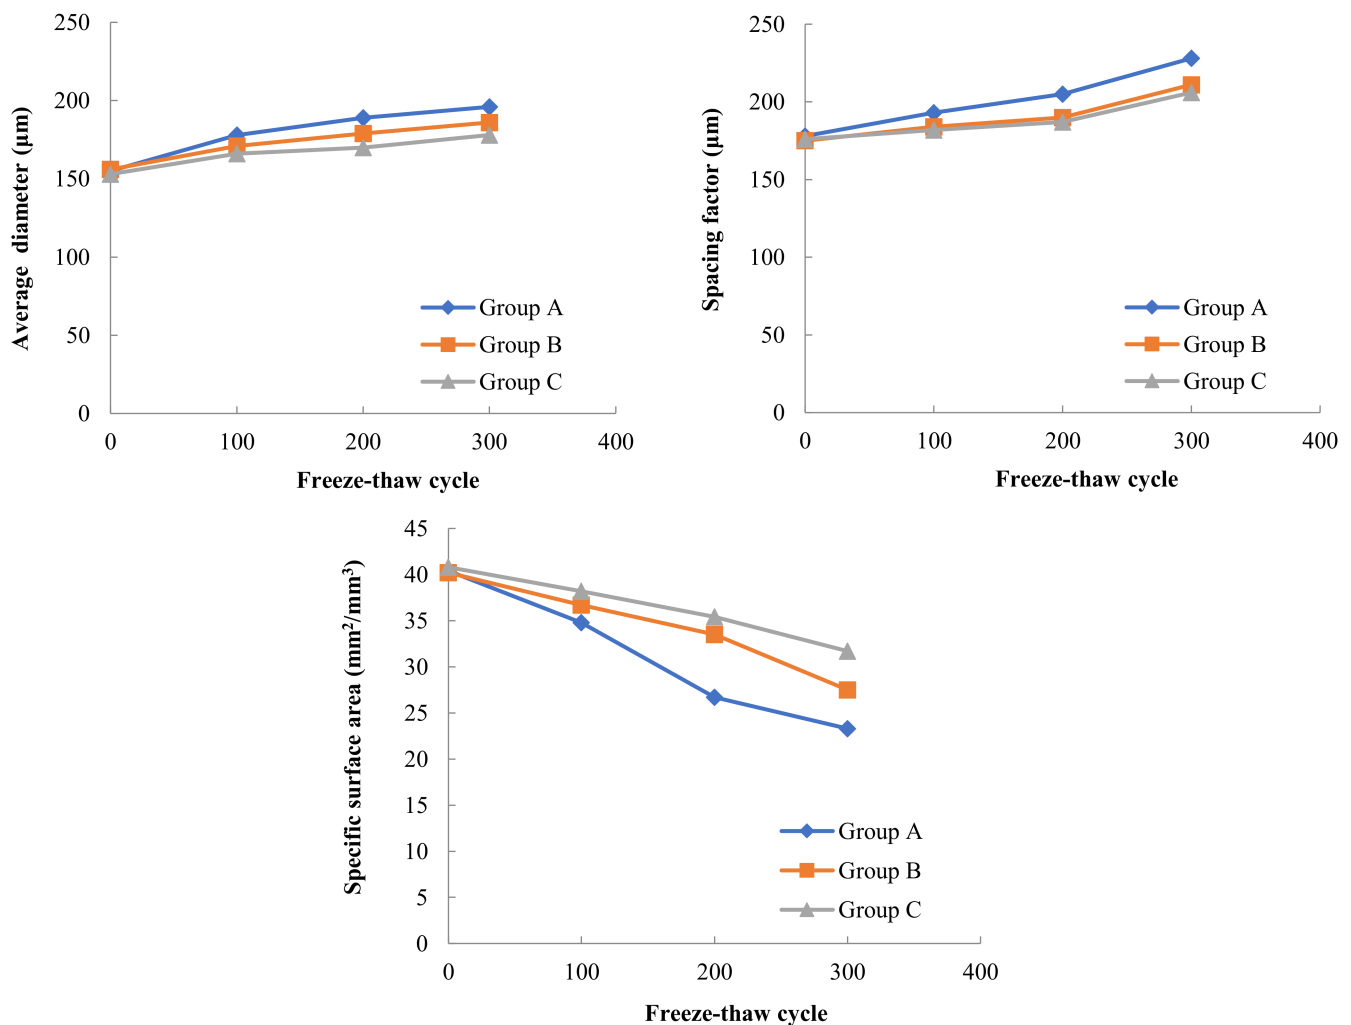 250
200
150
100
50
0
Average diameter (μm)
Group A
Group B
Group C
0 100 200 300 400
Freeze-thaw cycle
250
200
150
100
50
0
Spacing factor (μm)
Group A
Group B
Group C
0 100 200 300 400
Freeze-thaw cycle
45
40
35
30
25
20
15
10
5
0
Specific surface area (mm²/mm³)
Group A
Group B
Group C
0 100 200 300 400
Freeze-thaw cycle